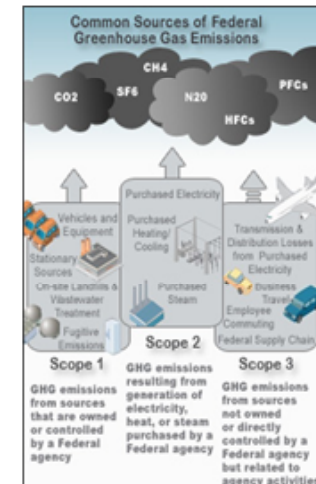 Common Sources of Federal
Greenhouse Gas Emissions
CO2
SF6
CH4
N20
HFCs
PFCs
Vehicles and
Equipment
Stationary
Sources
On-site Landfills &
Wastewater
Treatment
Fugitive
Emissions
Scope 1
GHG emissions
from sources
that are owned
or controlled
by a Federal
agency
Purchased Electricity
Purchased
Heating/
Cooling
Purchased
Steam
Scope 2
GHG emissions
resulting from
generation of
electricity,
heat, or steam
purchased by a
Federal agency
Transmission &
Distribution Losses
from Purchased
Electricity
Business
Travel
Employee
Commuting
Federal Supply Chain
Scope 3
GHG emissions
from sources
not owned
or directly
controlled by a
Federal agency
but related to
agency activities